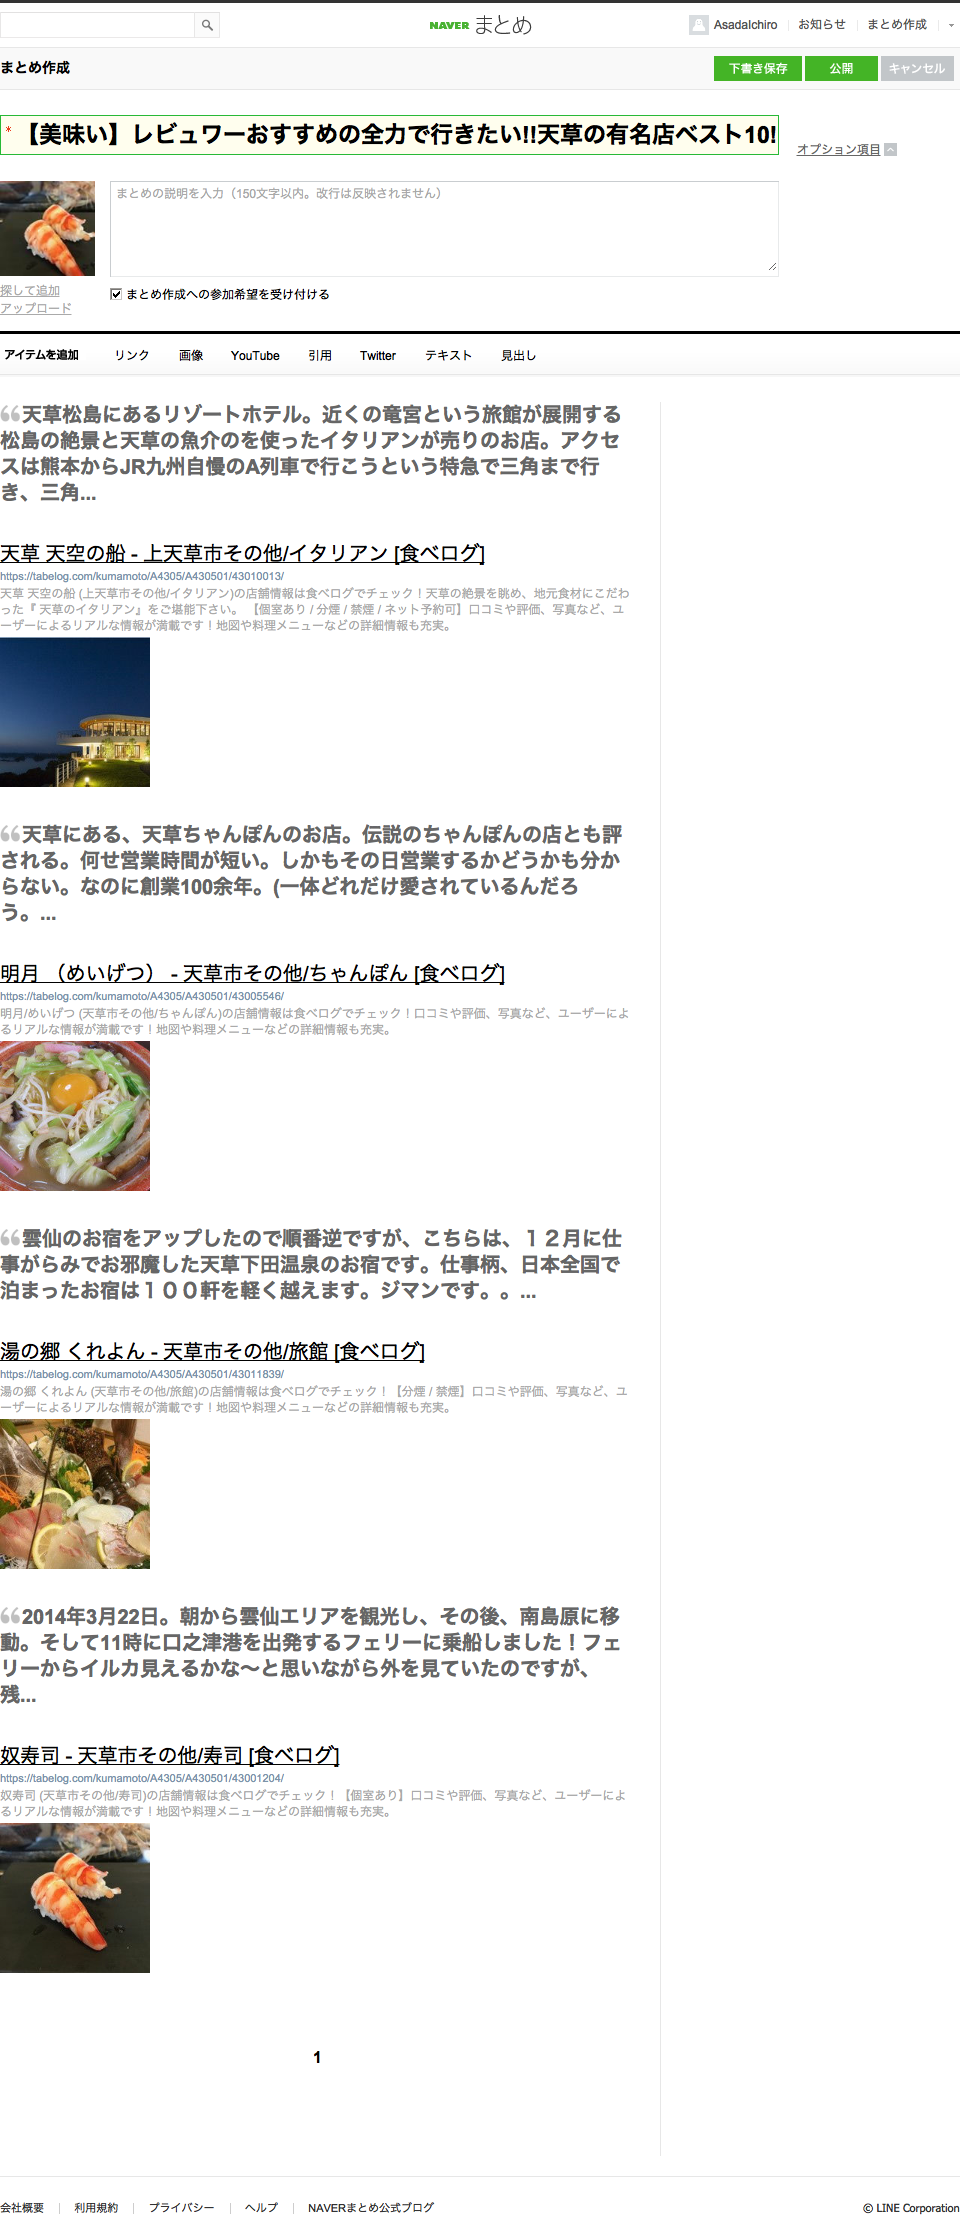 NAVER まとめ
AsadaIchiro お知らせ まとめ作成
まとめ作成
下書き保存 公開 キャンセル
* 【美味い】レビュワーおすすめの全力で行きたい!!天草の有名店ベスト10!
オプション項目
まとめの説明を入力（150文字以内。改行は反映されません）
探して追加
アップロード
まとめ作成への参加希望を受け付ける
アイテムを追加 リンク 画像 YouTube 引用 Twitter テキスト 見出し
“天草松島にあるリゾートホテル。近くの竜宮という旅館が展開する
松島の絶景と天草の魚介のを使ったイタリアンが売りのお店。アクセ
スは熊本からJR九州自慢のA列車で行こうという特急で三角まで行
き、三角...
天草 天空の船 - 上天草市その他/イタリアン [食べログ]
https://tabelog.com/kumamoto/A4305/A430501/43010013/
天草 天空の船 (上天草市その他/イタリアン)の店舗情報は食べログでチェック！天草の絶景を眺め、地元食材にこだわ
った『 天草のイタリアン』をご堪能下さい。 【個室あり / 分煙 / 禁煙 / ネット予約可】口コミや評価、写真など、ユ
ーザーによるリアルな情報が満載です！地図や料理メニューなどの詳細情報も充実。
“天草にある、天草ちゃんぽんのお店。伝説のちゃんぽんの店とも評
される。何せ営業時間が短い。しかもその日営業するかどうかも分か
らない。なのに創業100余年。(一体どれだけ愛されているんだろ
う。...
明月 （めいげつ） - 天草市その他/ちゃんぽん [食べログ]
https://tabelog.com/kumamoto/A4305/A430501/43005546/
明月/めいげつ (天草市その他/ちゃんぽん)の店舗情報は食べログでチェック！口コミや評価、写真など、ユーザーによ
るリアルな情報が満載です！地図や料理メニューなどの詳細情報も充実。
“雲仙のお宿をアップしたので順番逆ですが、こちらは、１２月に仕
事がらみでお邪魔した天草下田温泉のお宿です。仕事柄、日本全国で
泊まったお宿は１００軒を軽く越えます。ジマンです。。...
湯の郷 くれよん - 天草市その他/旅館 [食べログ]
https://tabelog.com/kumamoto/A4305/A430501/43011839/
湯の郷 くれよん (天草市その他/旅館)の店舗情報は食べログでチェック！【分煙 / 禁煙】口コミや評価、写真など、ユ
ーザーによるリアルな情報が満載です！地図や料理メニューなどの詳細情報も充実。
“2014年3月22日。朝から雲仙エリアを観光し、その後、南島原に移
動。そして11時に口之津港を出発するフェリーに乗船しました！フェ
リーからイルカ見えるかな～と思いながら外を見ていたのですが、
残...
奴寿司 - 天草市その他/寿司 [食べログ]
https://tabelog.com/kumamoto/A4305/A430501/43001204/
奴寿司 (天草市その他/寿司)の店舗情報は食べログでチェック！【個室あり】口コミや評価、写真など、ユーザーによ
るリアルな情報が満載です！地図や料理メニューなどの詳細情報も充実。
1
会社概要 利用規約 プライバシー ヘルプ NAVERまとめ公式ブログ
© LINE Corporation